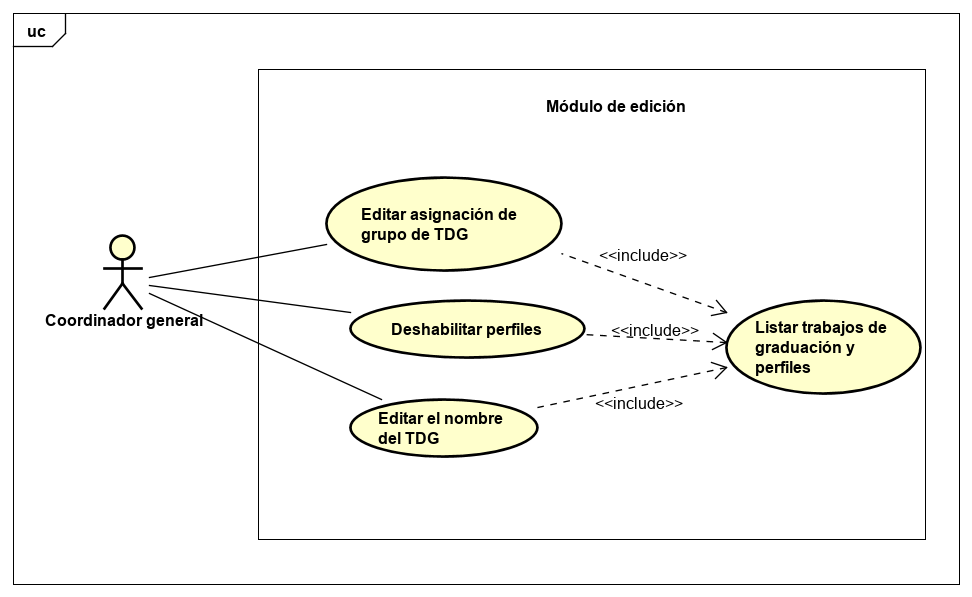 uc
Módulo de edición
Editar asignación de
grupo de TDG
<<include>>
Coordinador general
Deshabilitar perfiles
<<include>>
Listar trabajos de
graduación y
perfiles
<<include>>
Editar el nombre
del TDG